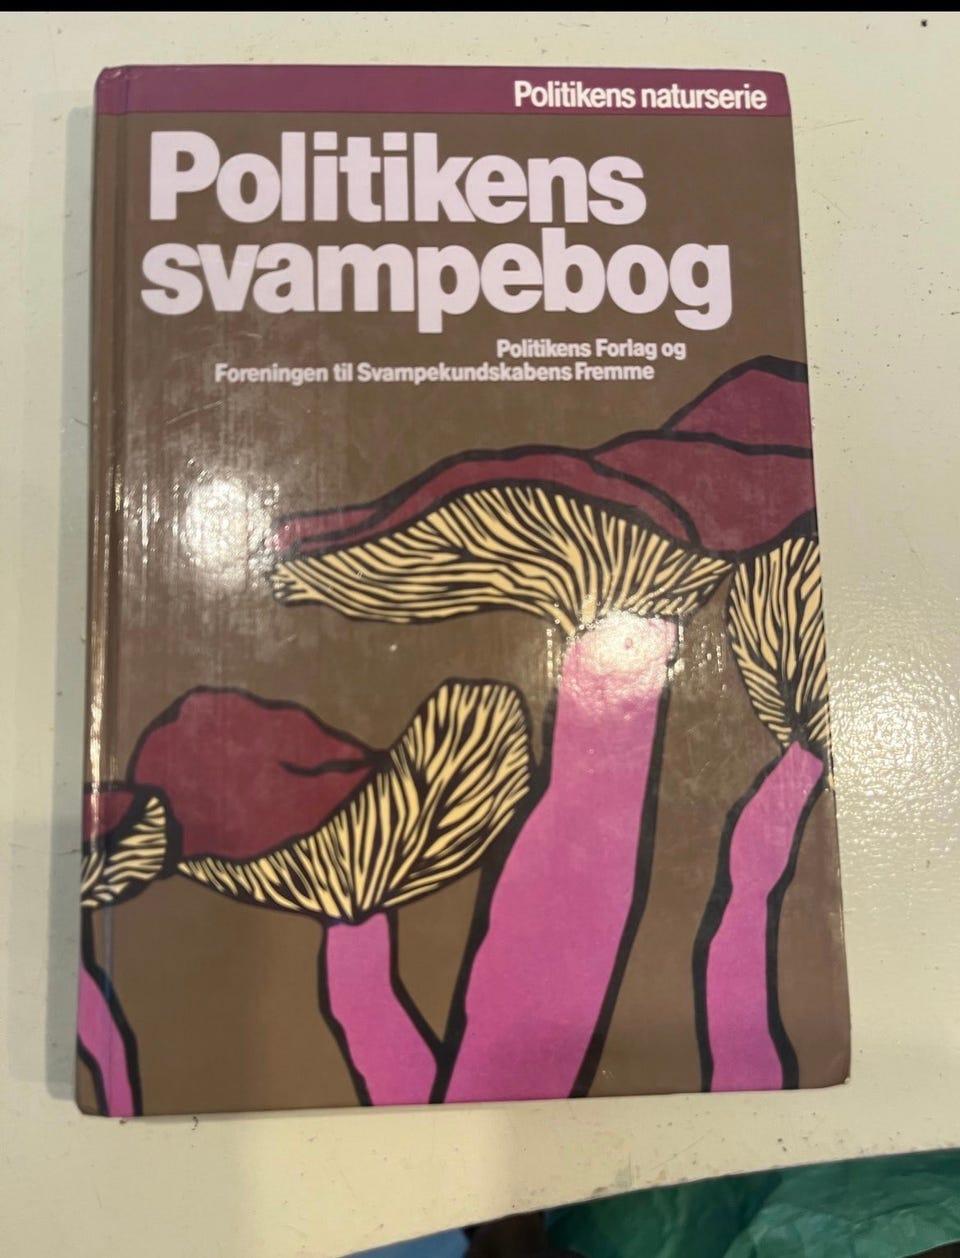 Politikens naturserie
Politikens
svampebog
Politikens Forlag og
Foreningen til Svampekundskabens Fremme